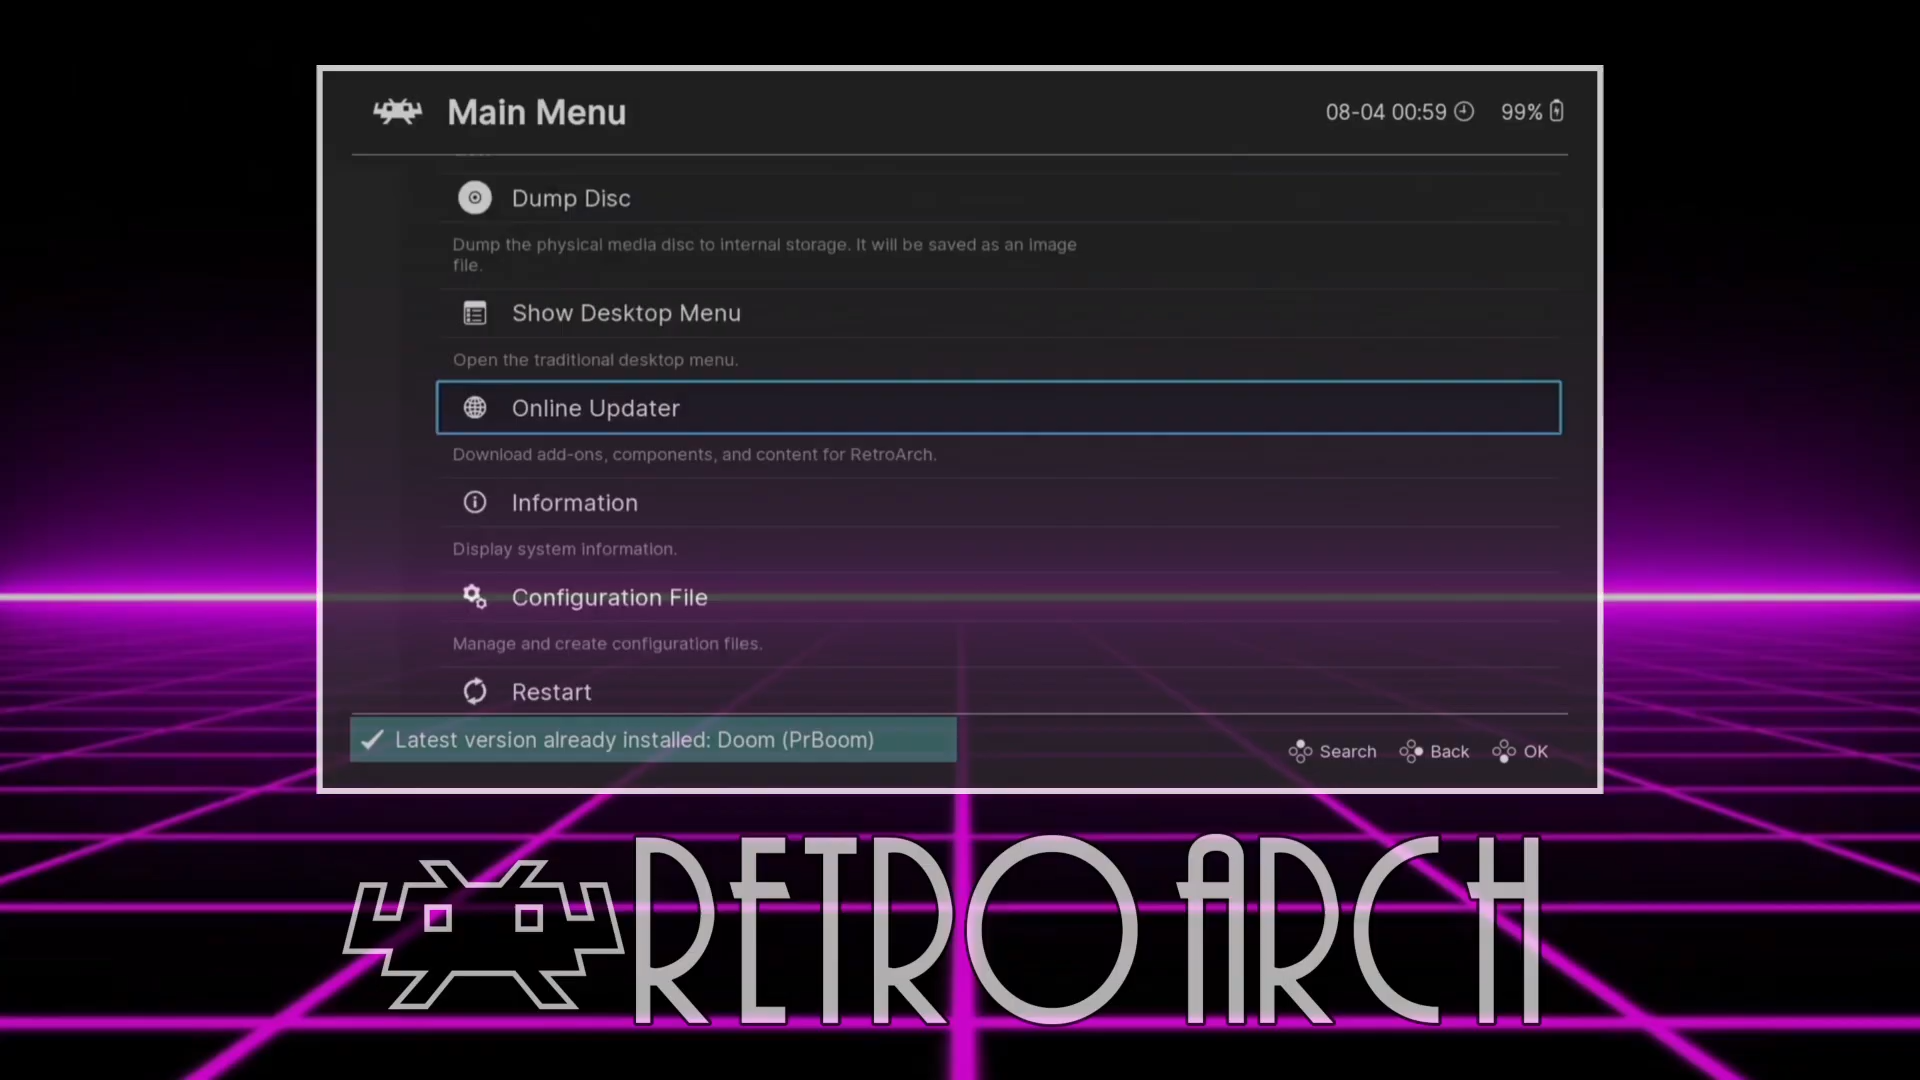 Main Menu
08-04 00:59
99%
Dump Disc
Dump the physical media disc to internal storage. It will be saved as an image
file.
Show Desktop Menu
Open the traditional desktop menu.
Online Updater
Download add-ons, components, and content for RetroArch.
Information
Display system information.
Configuration File
Manage and create configuration files.
Restart
Latest version already installed: Doom (PrBoom)
Search
Back
OK
RETRO ARCH